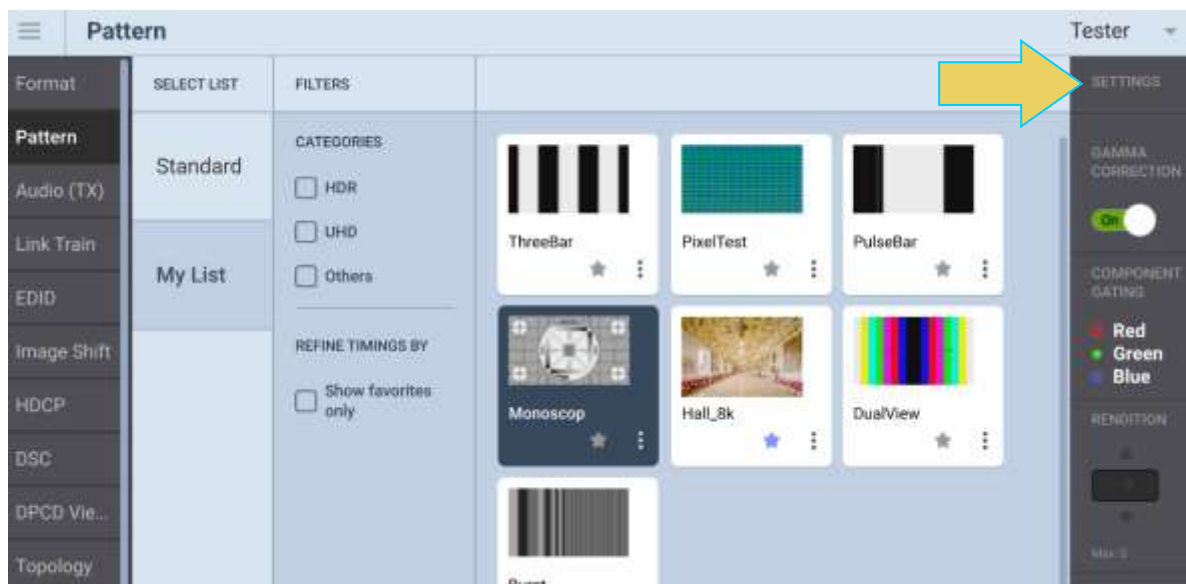 Pattern
Tester
Format
Pattern
Audio (TX)
Link Train
EDID
Image Shift
HDCP
DSC
DPCD Vie...
Topology
SELECT LIST
Standard
My List
FILTERS
CATEGORIES
HDR
UHD
Others
REFINE TIMINGS BY
Show favorites
only
ThreeBar
PixelTest
PulseBar
Monoscop
Hall_8k
DualView
SETTINGS
GAMMA
CORRECTION
On
COMPONENT
GATING
Red
Green
Blue
RENDITION